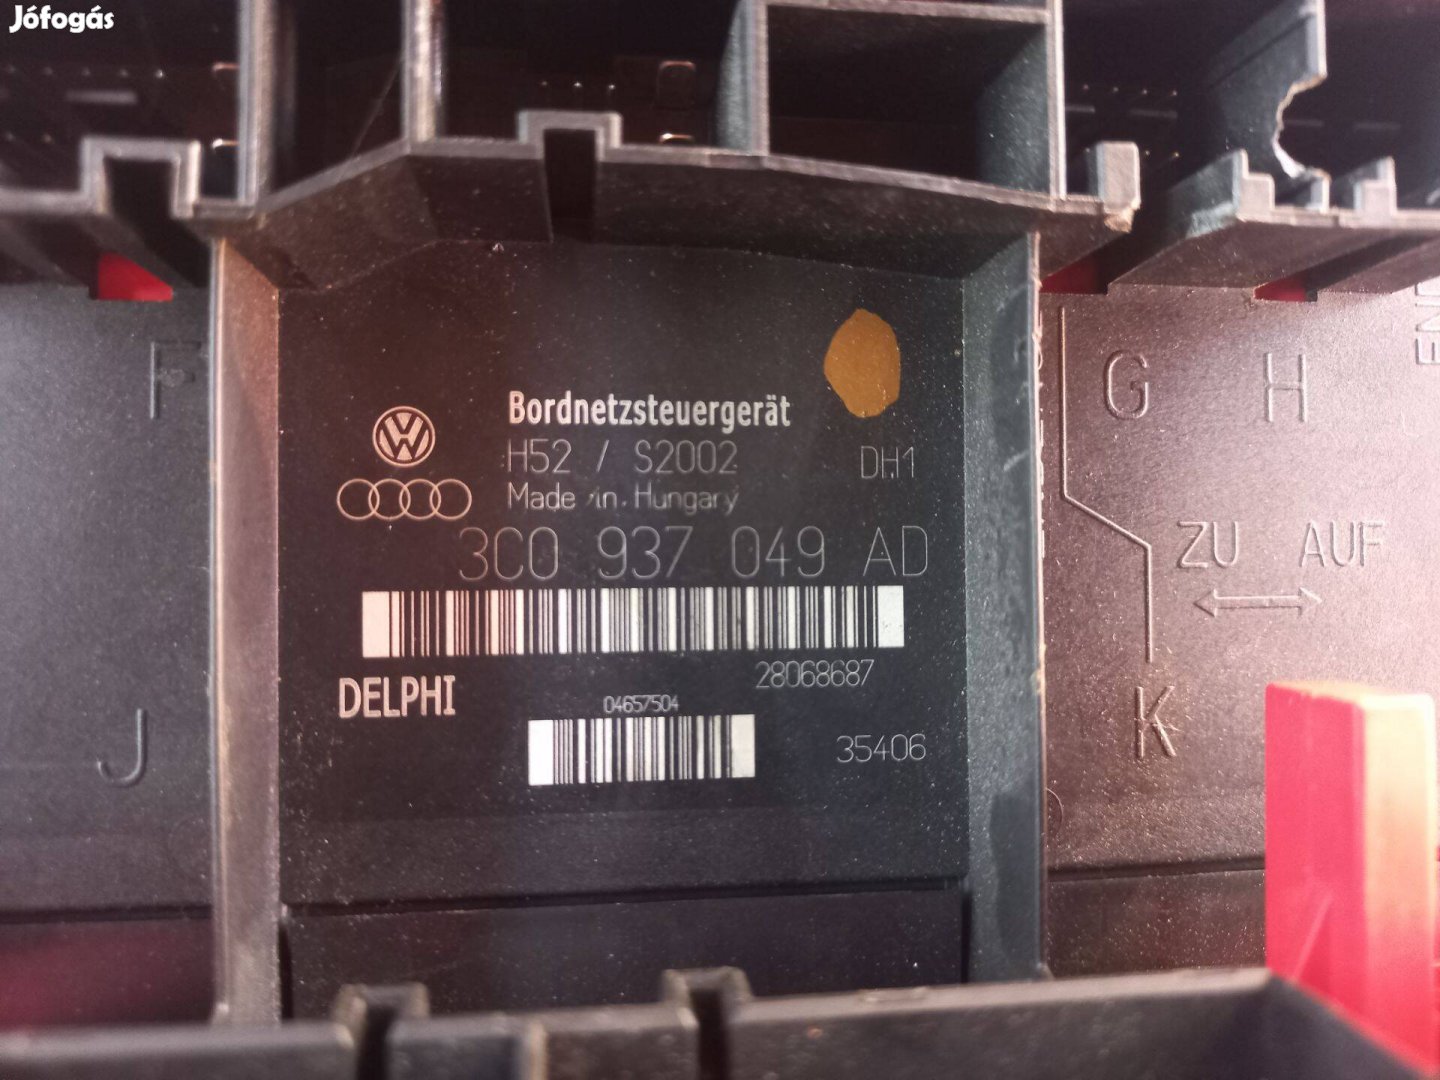 Jófogás
F
G H
Bordnetzsteuergerät
H52 / S2002 DH1
Made in Hungary
3C0 937 049 AD
ZU AUF
28068687
DELPHI
04657504
35406
J
K